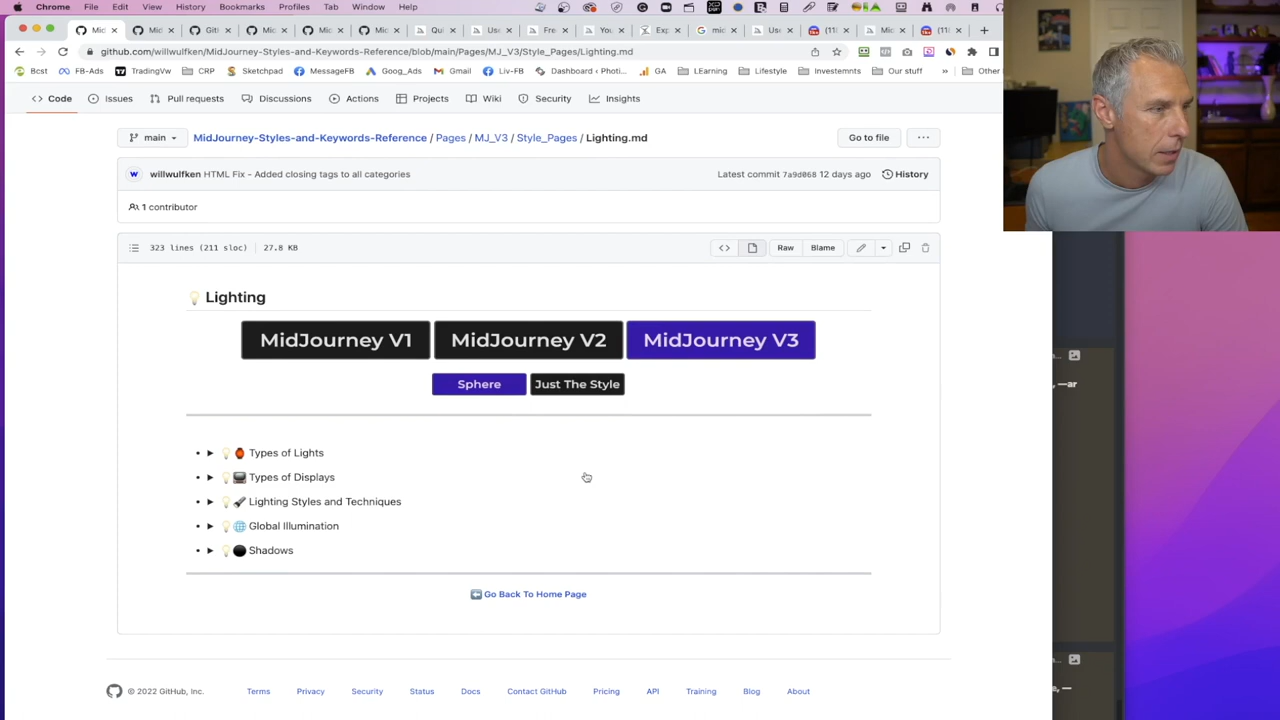 Chrome File Edit View History Bookmarks Profiles Tab Window Help
Mid
github.com/willwulfken/MidJourney-Styles-and-Keywords-Reference/blob/main/Pages/MJ_V3/Style_Pages/Lighting.md
Bcst FB-Ads TradingVw CRP Sketchpad MessageFB Goog_Ads Gmail Liv-FB Dashboard ‹ Photi... GA LEarning Lifestyle Investemnts Our stuff » Other
Code Issues Pull requests Discussions Actions Projects Wiki Security Insights
main MidJourney-Styles-and-Keywords-Reference / Pages / MJ_V3 / Style_Pages / Lighting.md Go to file ...
willwulfken HTML Fix - Added closing tags to all categories Latest commit 7a9d068 12 days ago History
1 contributor
323 lines (211 sloc) 27.8 KB Raw Blame
Lighting
MidJourney V1 MidJourney V2 MidJourney V3
Sphere Just The Style
, —ar
Types of Lights
Types of Displays
Lighting Styles and Techniques
Global Illumination
Shadows
Go Back To Home Page
© 2022 GitHub, Inc. Terms Privacy Security Status Docs Contact GitHub Pricing API Training Blog About